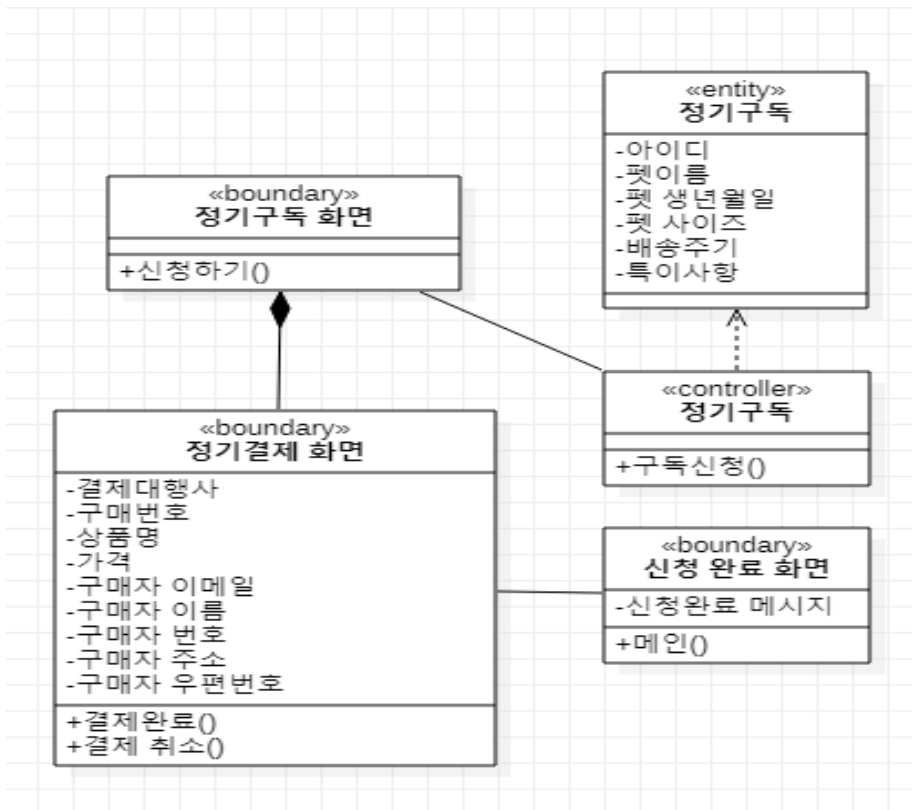 «entity»
정기구독
-아이디
-펫이름
-펫 생년월일
-펫 사이즈
-배송주기
-특이사항
«boundary»
정기구독 화면
+신청하기()
«controller»
정기구독
+구독신청()
«boundary»
정기결제 화면
-결제대행사
-구매번호
-상품명
-가격
-구매자 이메일
-구매자 이름
-구매자 번호
-구매자 주소
-구매자 우편번호
+결제완료()
+결제 취소()
«boundary»
신청 완료 화면
-신청완료 메시지
+메인()